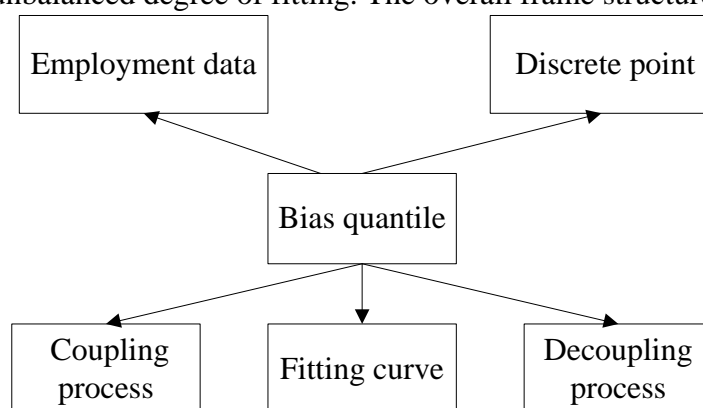 unbalanced degree of fitting. The overall frame structure
Employment data
Discrete point
Bias quantile
Coupling
process
Fitting curve
Decoupling
process